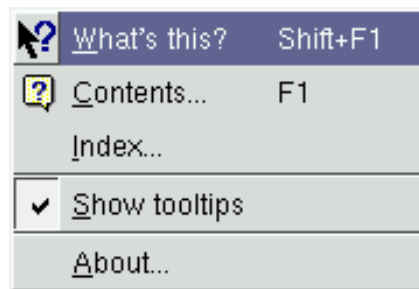 What's this? Shift+F1
Contents... F1
Index...
Show tooltips
About...